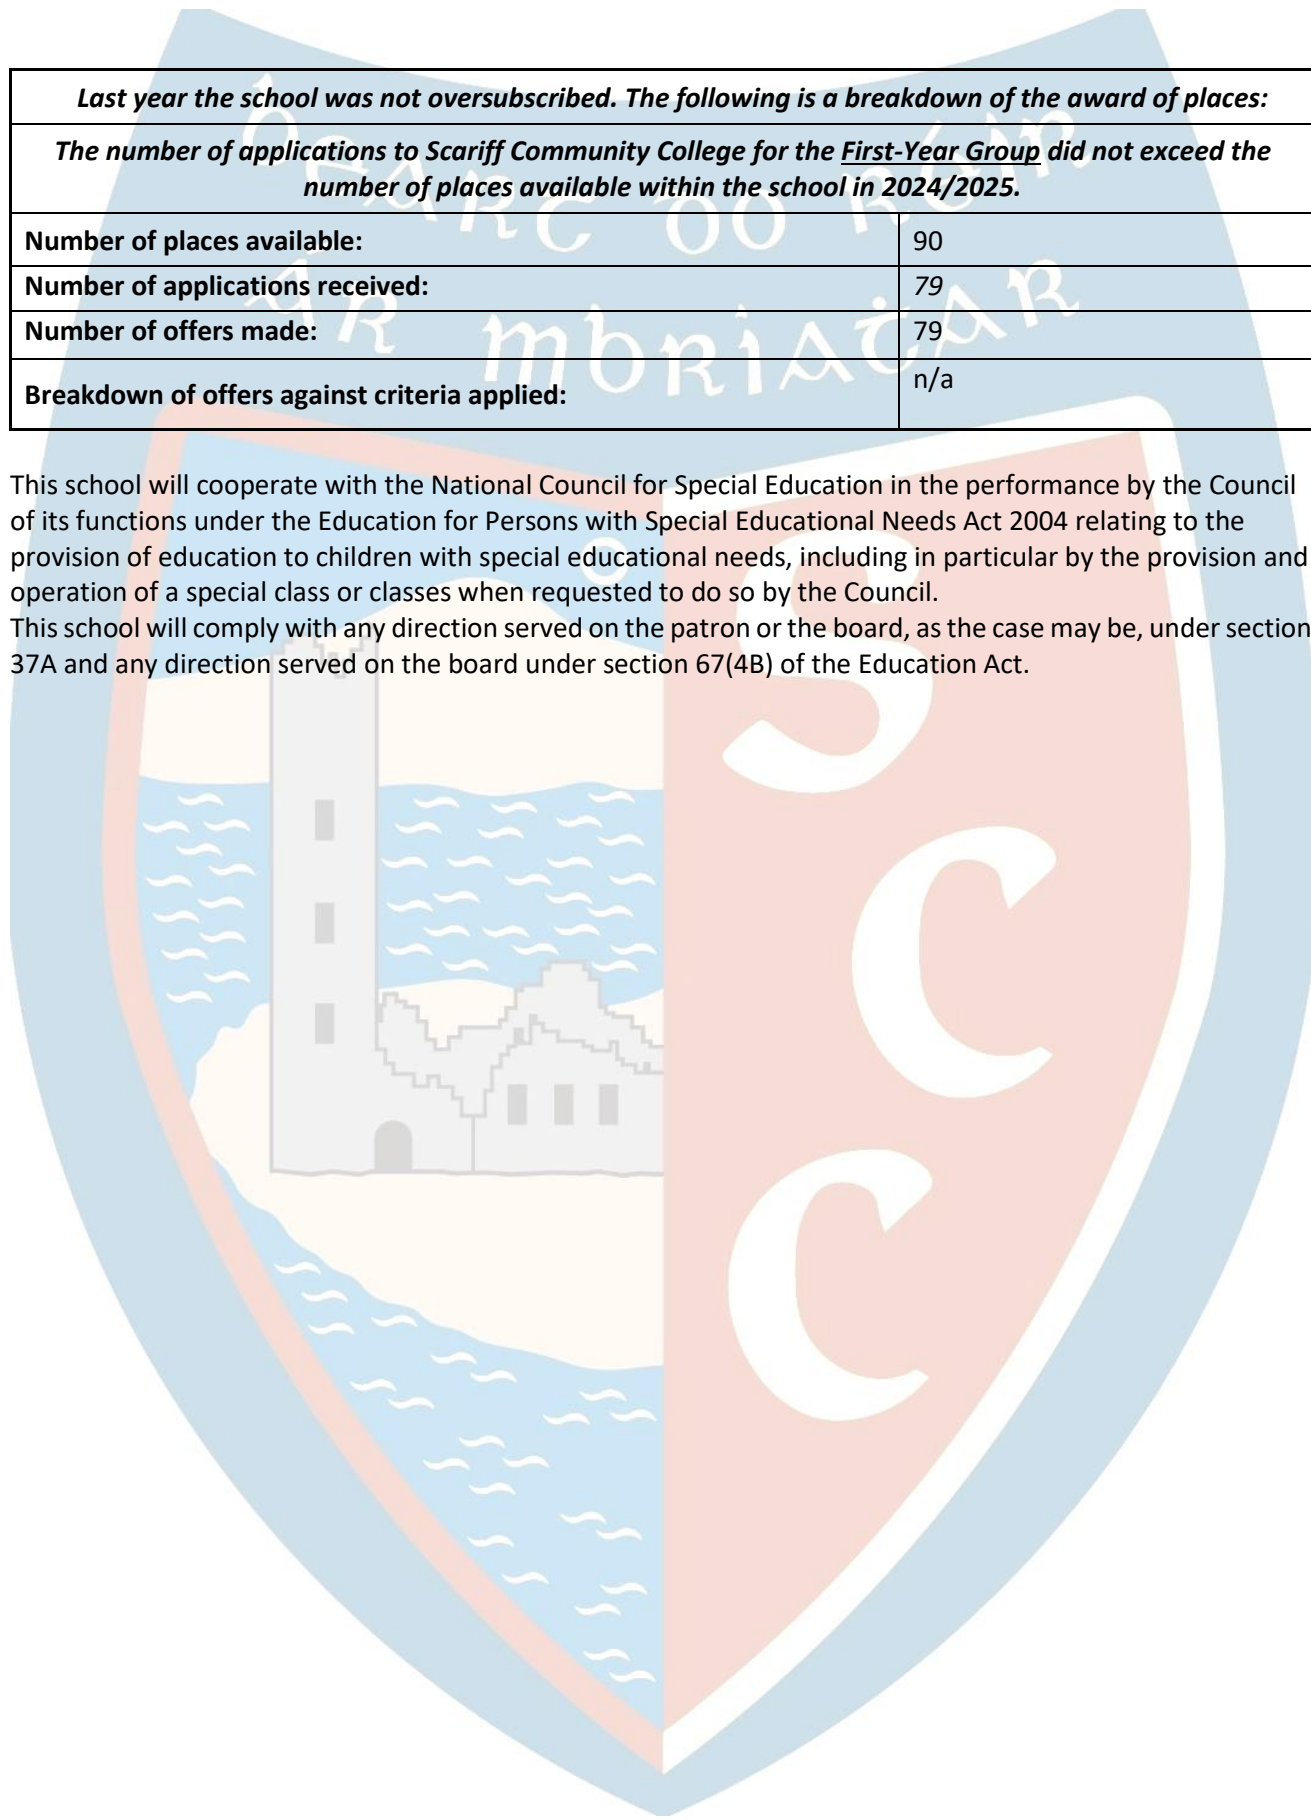 Last year the school was not oversubscribed. The following is a breakdown of the award of places:
The number of applications to Scariff Community College for the First-Year Group did not exceed the
number of places available within the school in 2024/2025.
Number of places available: 90
Number of applications received: 79
Number of offers made: 79
Breakdown of offers against criteria applied: n/a
This school will cooperate with the National Council for Special Education in the performance by the Council
of its functions under the Education for Persons with Special Educational Needs Act 2004 relating to the
provision of education to children with special educational needs, including in particular by the provision and
operation of a special class or classes when requested to do so by the Council.
This school will comply with any direction served on the patron or the board, as the case may be, under section
37A and any direction served on the board under section 67(4B) of the Education Act.
beart do réir
ár mbriaṫar
S
C
C